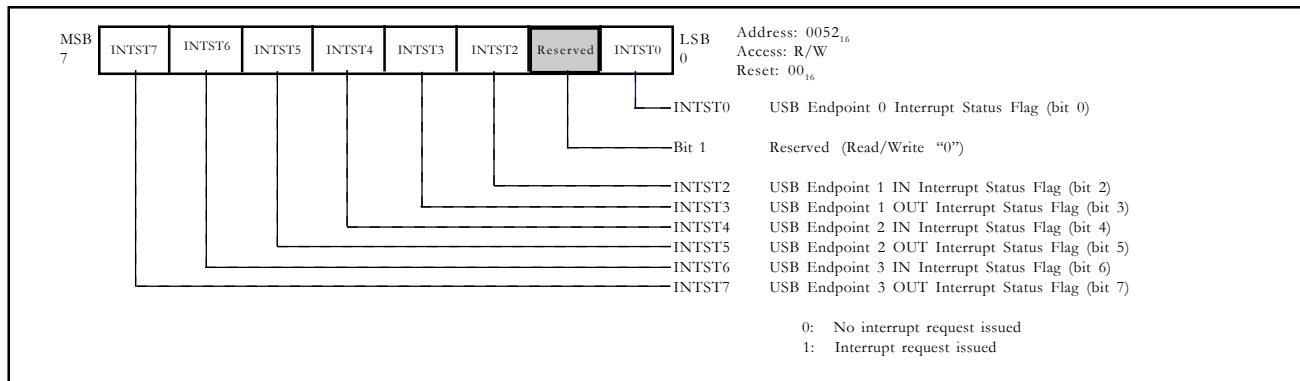 MSB 7 INTST7 INTST6 INTST5 INTST4 INTST3 INTST2 Reserved INTST0 LSB 0
Address: 0052₁₆
Access: R/W
Reset: 00₁₆
INTST0 USB Endpoint 0 Interrupt Status Flag (bit 0)
Bit 1 Reserved (Read/Write “0”)
INTST2 USB Endpoint 1 IN Interrupt Status Flag (bit 2)
INTST3 USB Endpoint 1 OUT Interrupt Status Flag (bit 3)
INTST4 USB Endpoint 2 IN Interrupt Status Flag (bit 4)
INTST5 USB Endpoint 2 OUT Interrupt Status Flag (bit 5)
INTST6 USB Endpoint 3 IN Interrupt Status Flag (bit 6)
INTST7 USB Endpoint 3 OUT Interrupt Status Flag (bit 7)
0: No interrupt request issued
1: Interrupt request issued